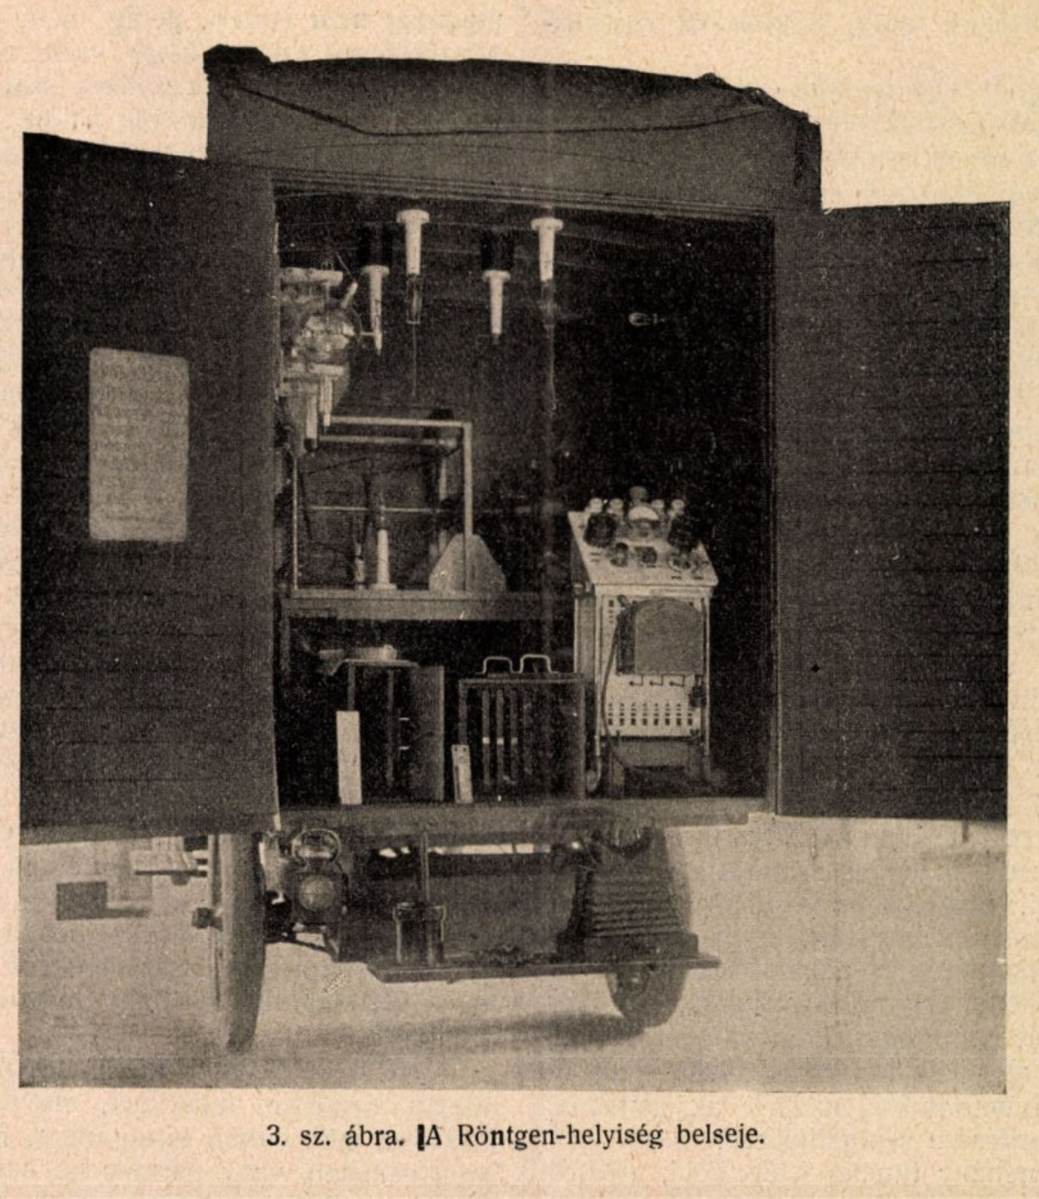 3. sz. ábra. A Röntgen-helyiség belseje.